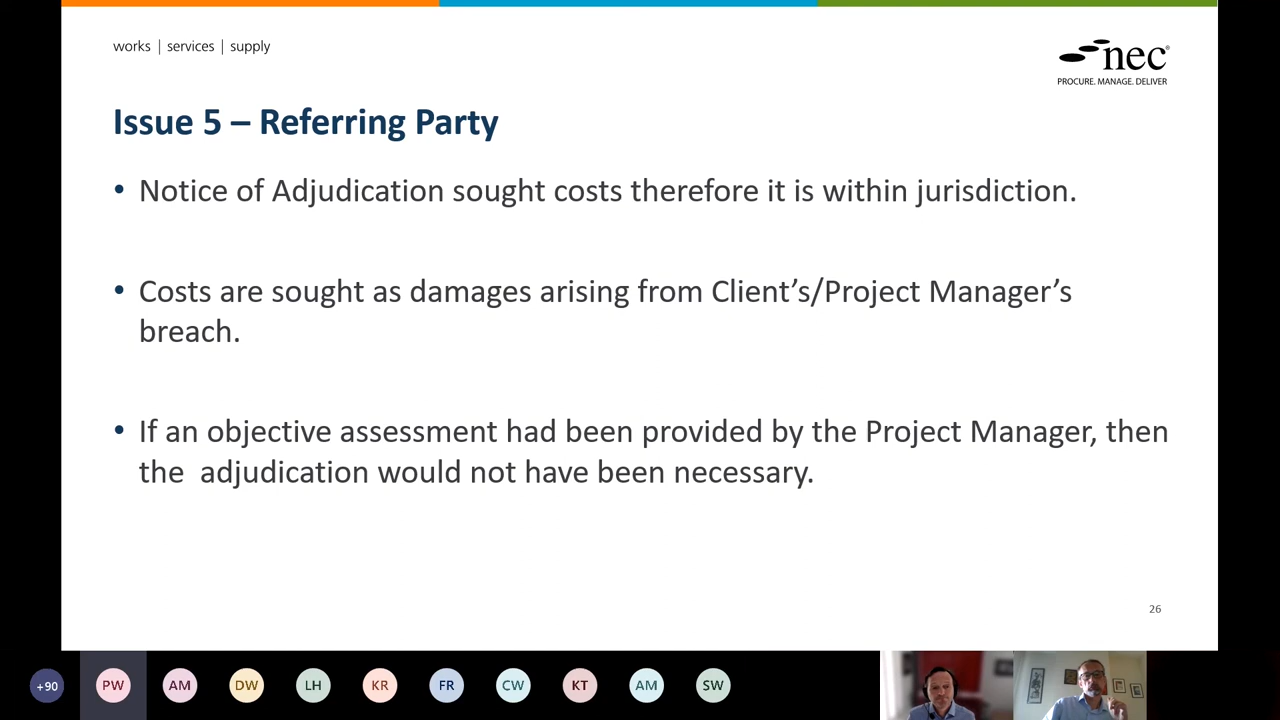 works | services | supply
nec®
PROCURE. MANAGE. DELIVER
Issue 5 – Referring Party
• Notice of Adjudication sought costs therefore it is within jurisdiction.
• Costs are sought as damages arising from Client’s/Project Manager’s
breach.
• If an objective assessment had been provided by the Project Manager, then
the  adjudication would not have been necessary.
26
+90 PW AM DW LH KR FR CW KT AM SW